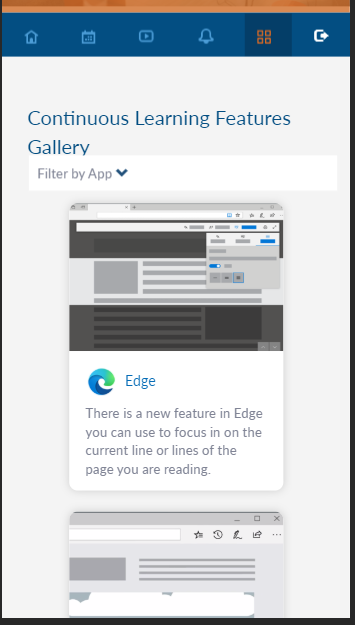 Continuous Learning Features
Gallery
Filter by App
Edge
There is a new feature in Edge
you can use to focus in on the
current line or lines of the
page you are reading.